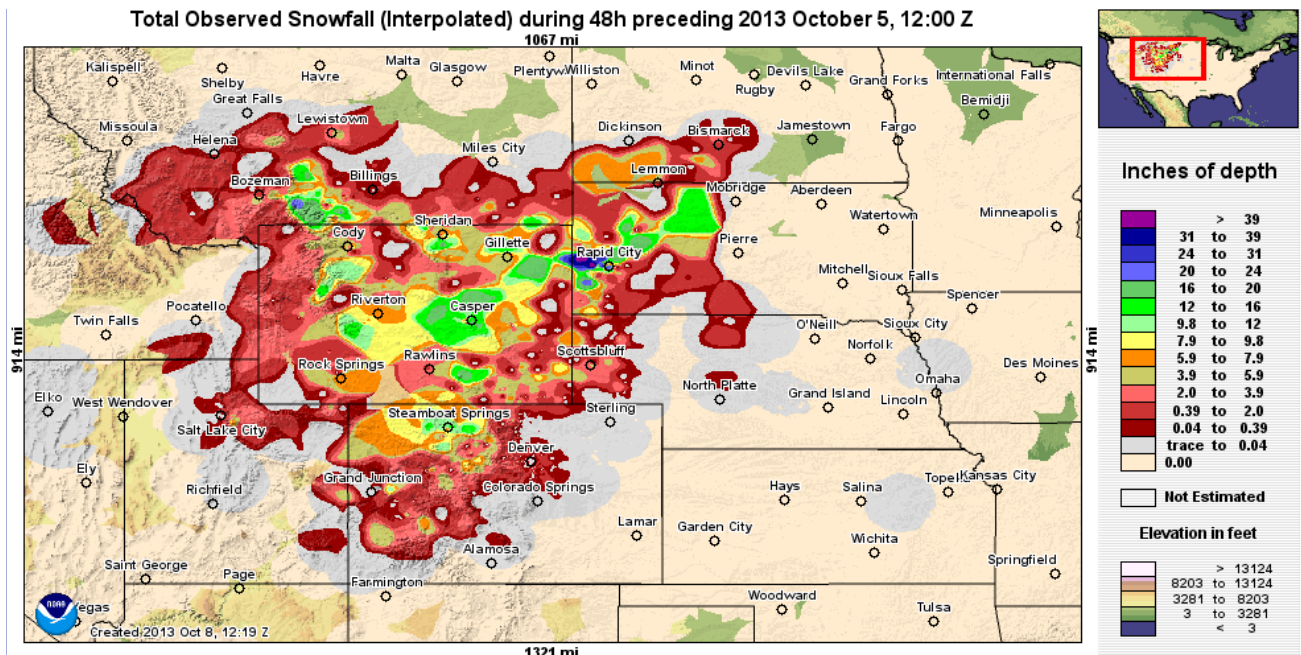 Total Observed Snowfall (Interpolated) during 48h preceding 2013 October 5, 12:00 Z
1067 mi
Kalispell
Shelby
Havre
Malta
Glasgow
Plentyw
Williston
Minot
Rugby
Devils Lake
Grand Forks
International Falls
Great Falls
Bemidji
Missoula
Helena
Lewistown
Miles City
Dickinson
Bismarck
Jamestown
Fargo
Bozeman
Billings
Lemmon
Mobridge
Aberdeen
Watertown
Minneapolis
Cody
Sheridan
Gillette
Rapid City
Pierre
Mitchell
Sioux Falls
Spencer
Pocatello
Twin Falls
Riverton
Casper
O'Neill
Sioux City
Norfolk
914 mi
914 mi
Rock Springs
Rawlins
Scottsbluff
Des Moines
Elko
West Wendover
North Platte
Grand Island
Omaha
Lincoln
Salt Lake City
Steamboat Springs
Sterling
Ely
Richfield
Grand Junction
Denver
Colorado Springs
Hays
Salina
Tope
Kansas City
Lamar
Garden City
Wichita
Springfield
Saint George
Page
Alamosa
Farmington
Woodward
Tulsa
egas
NOAA
Created 2013 Oct 8, 12:19 Z
1321 mi
Inches of depth
> 39
31 to 39
24 to 31
20 to 24
16 to 20
12 to 16
9.8 to 12
7.9 to 9.8
5.9 to 7.9
3.9 to 5.9
2.0 to 3.9
0.39 to 2.0
0.04 to 0.39
trace to 0.04
0.00
Not Estimated
Elevation in feet
> 13124
8203 to 13124
3281 to 8203
3 to 3281
< 3